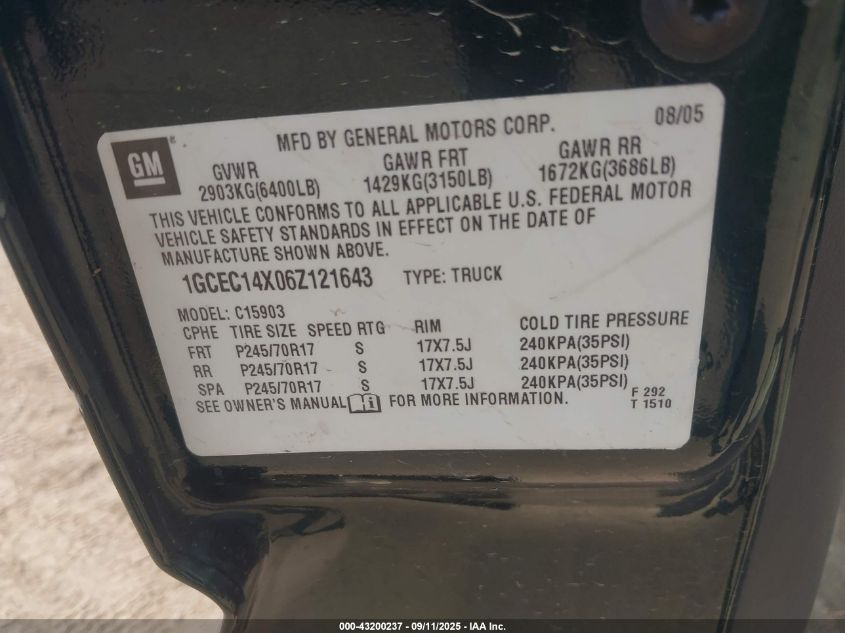 08/05
MFD BY GENERAL MOTORS CORP.
GM®
GVWR GAWR FRT GAWR RR
2903KG(6400LB) 1429KG(3150LB) 1672KG(3686LB)
THIS VEHICLE CONFORMS TO ALL APPLICABLE U.S. FEDERAL MOTOR
VEHICLE SAFETY STANDARDS IN EFFECT ON THE DATE OF
MANUFACTURE SHOWN ABOVE.
1GCEC14X06Z121643 TYPE: TRUCK
MODEL: C15903
CPHE TIRE SIZE SPEED RTG RIM COLD TIRE PRESSURE
FRT P245/70R17 S 17X7.5J 240KPA(35PSI)
RR P245/70R17 S 17X7.5J 240KPA(35PSI)
SPA P245/70R17 S 17X7.5J 240KPA(35PSI)
SEE OWNER'S MANUAL FOR MORE INFORMATION.
F 292
T 1510
000-43200237 - 09/11/2025 - IAA Inc.